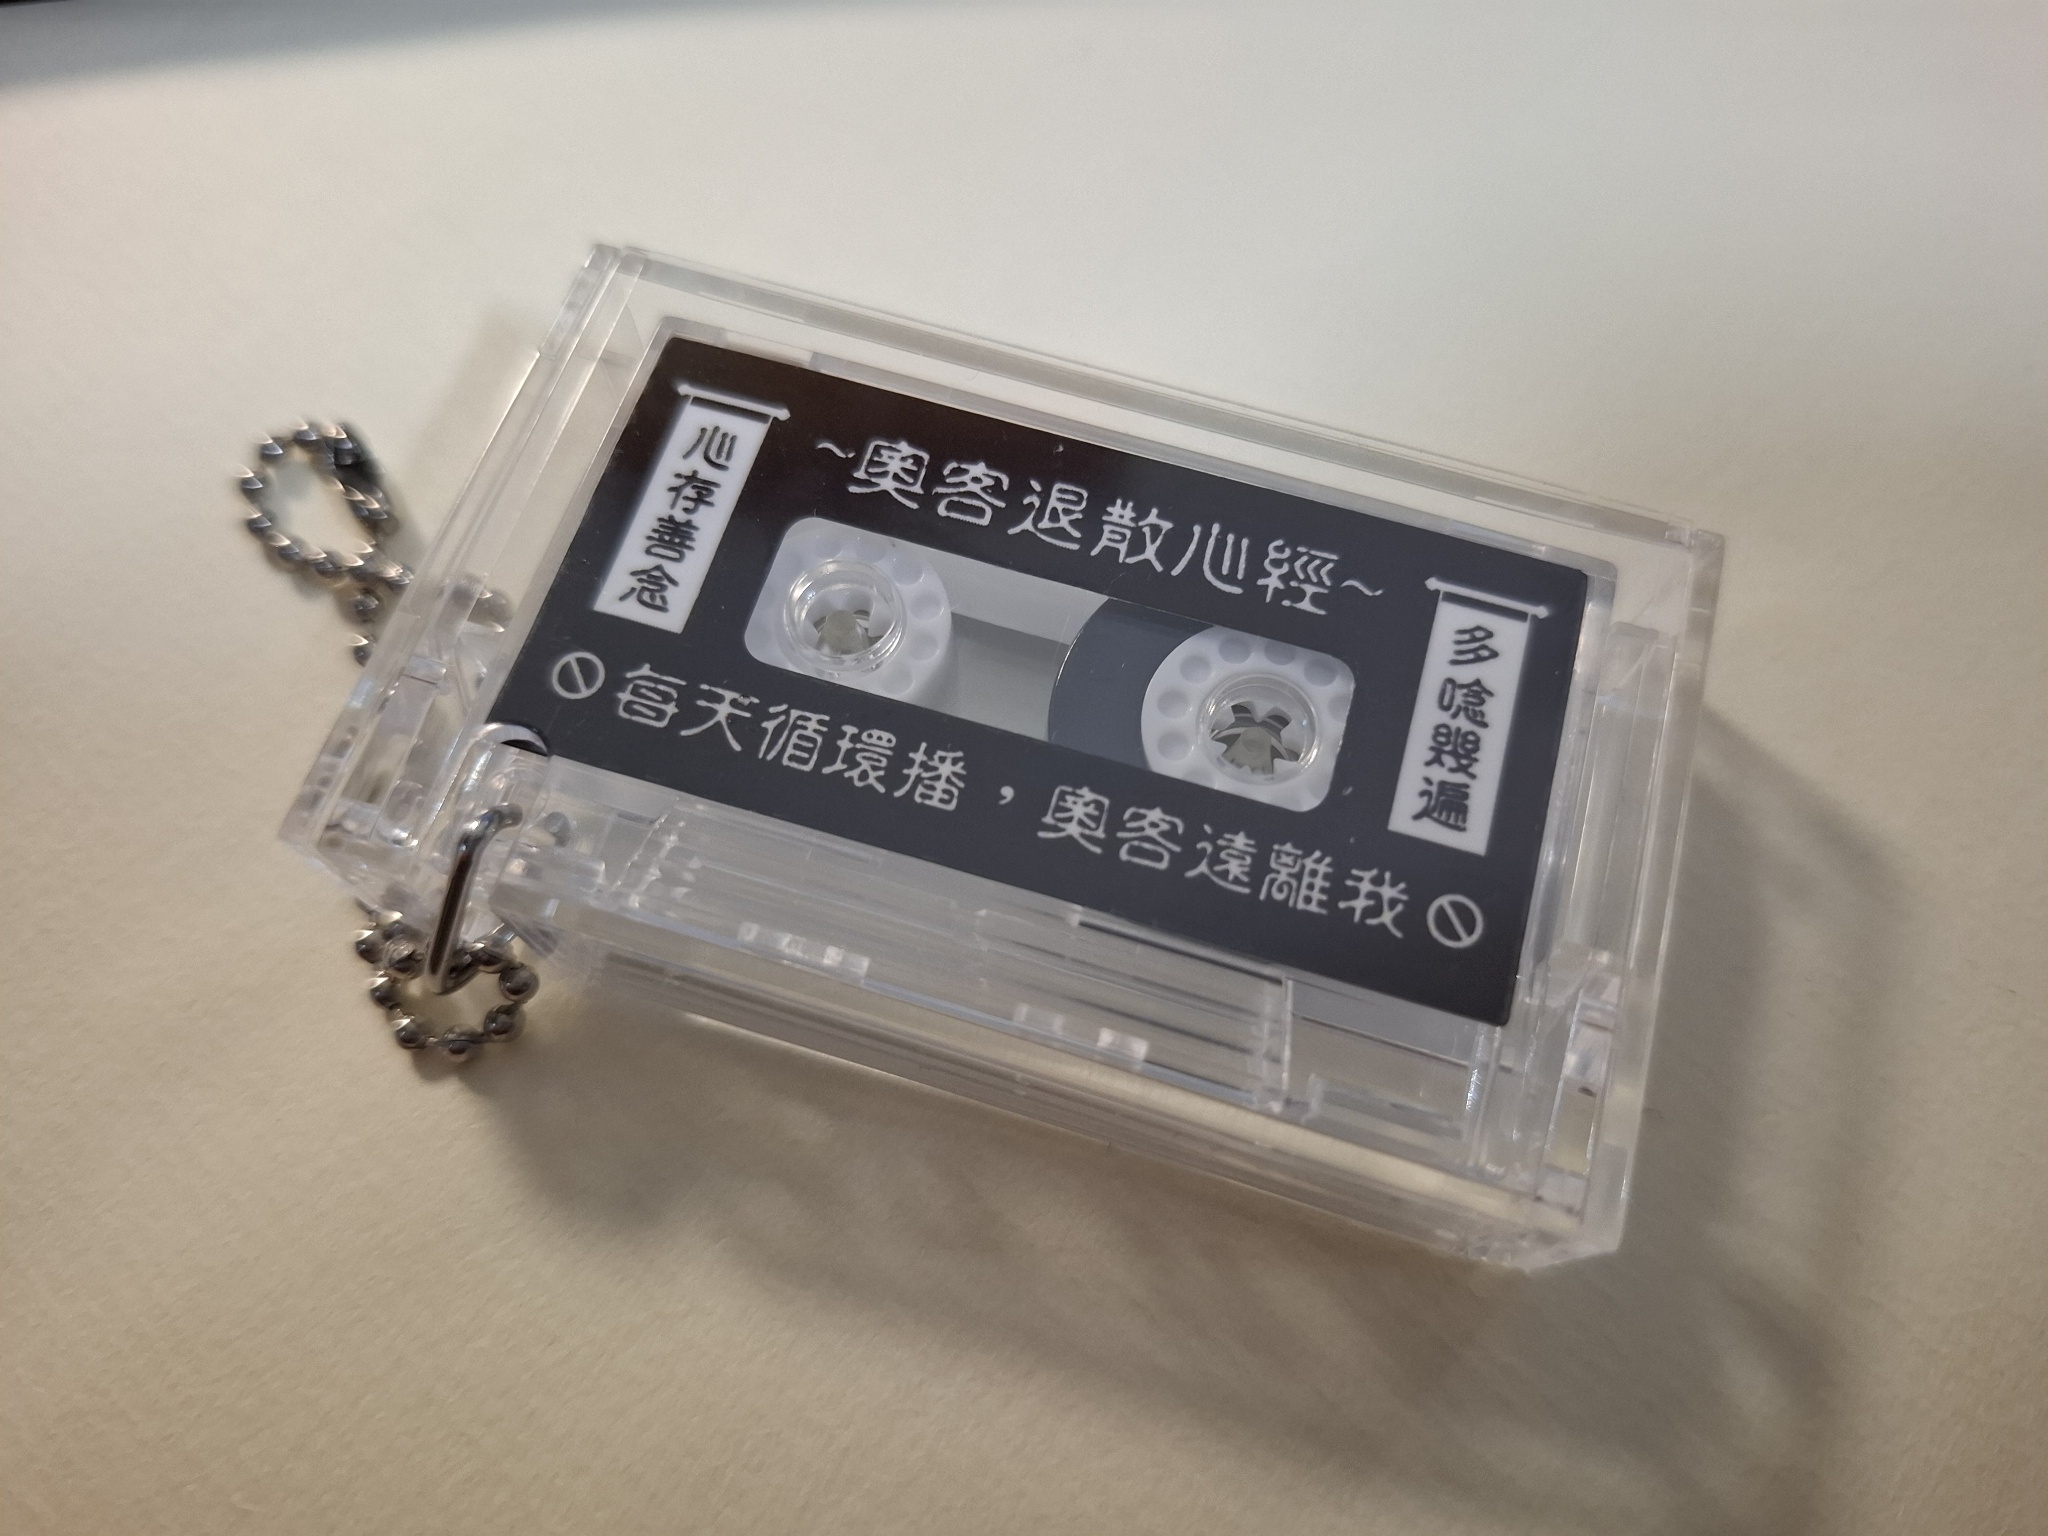 ~奧客退散心經~
心存善念
多唸幾遍
每天循環播，奧客遠離我